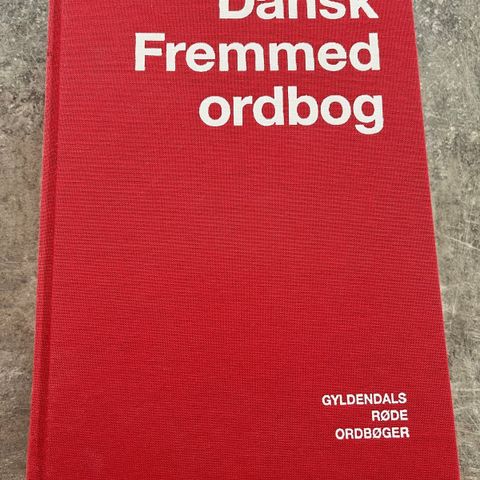 Dansk
Fremmed
ordbog
GYLDENDALS
RØDE
ORDBØGER